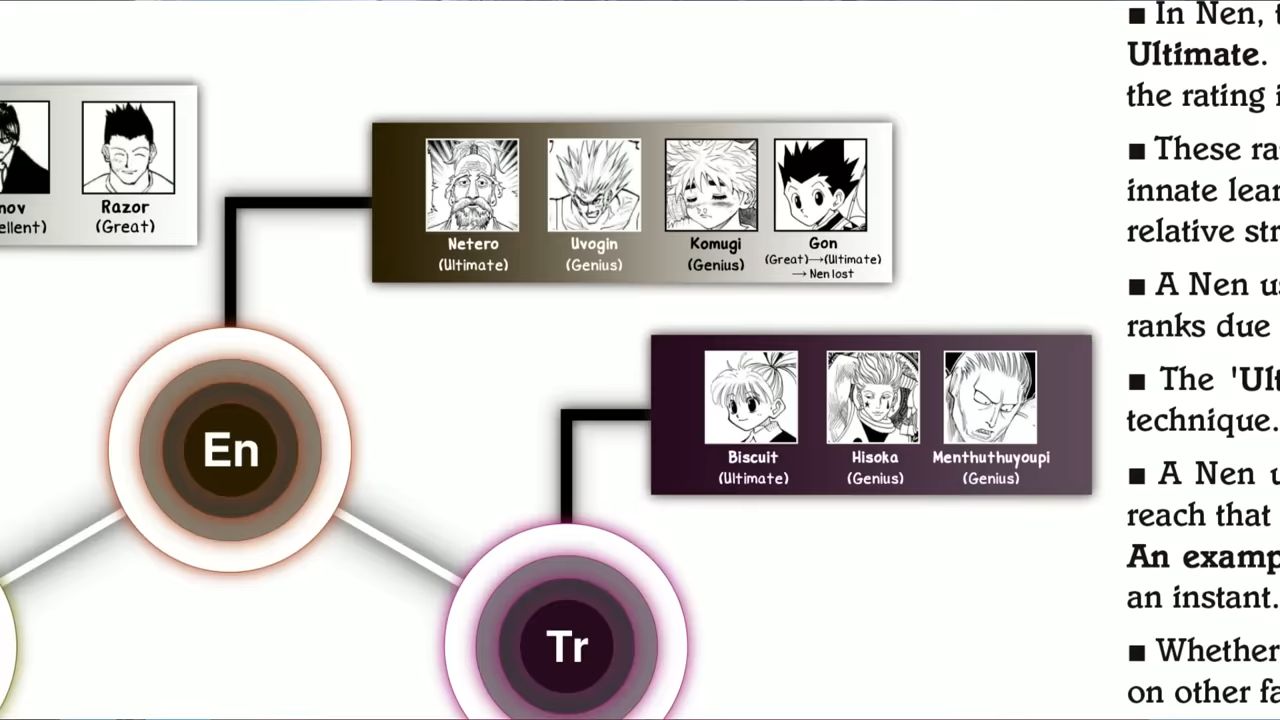 Razor
(Great)
Netero
(Ultimate)
Uvogin
(Genius)
Komugi
(Genius)
Gon
(Great)→(Ultimate)
→ Nen lost
Biscuit
(Ultimate)
Hisoka
(Genius)
Menthuthuyoupi
(Genius)
En
Tr
■ In Nen, t
Ultimate.
the rating i
■ These ra
innate lear
relative str
■ A Nen us
ranks due
■ The 'Ult
technique.
■ A Nen u
reach that
An examp
an instant.
■ Whether
on other fa